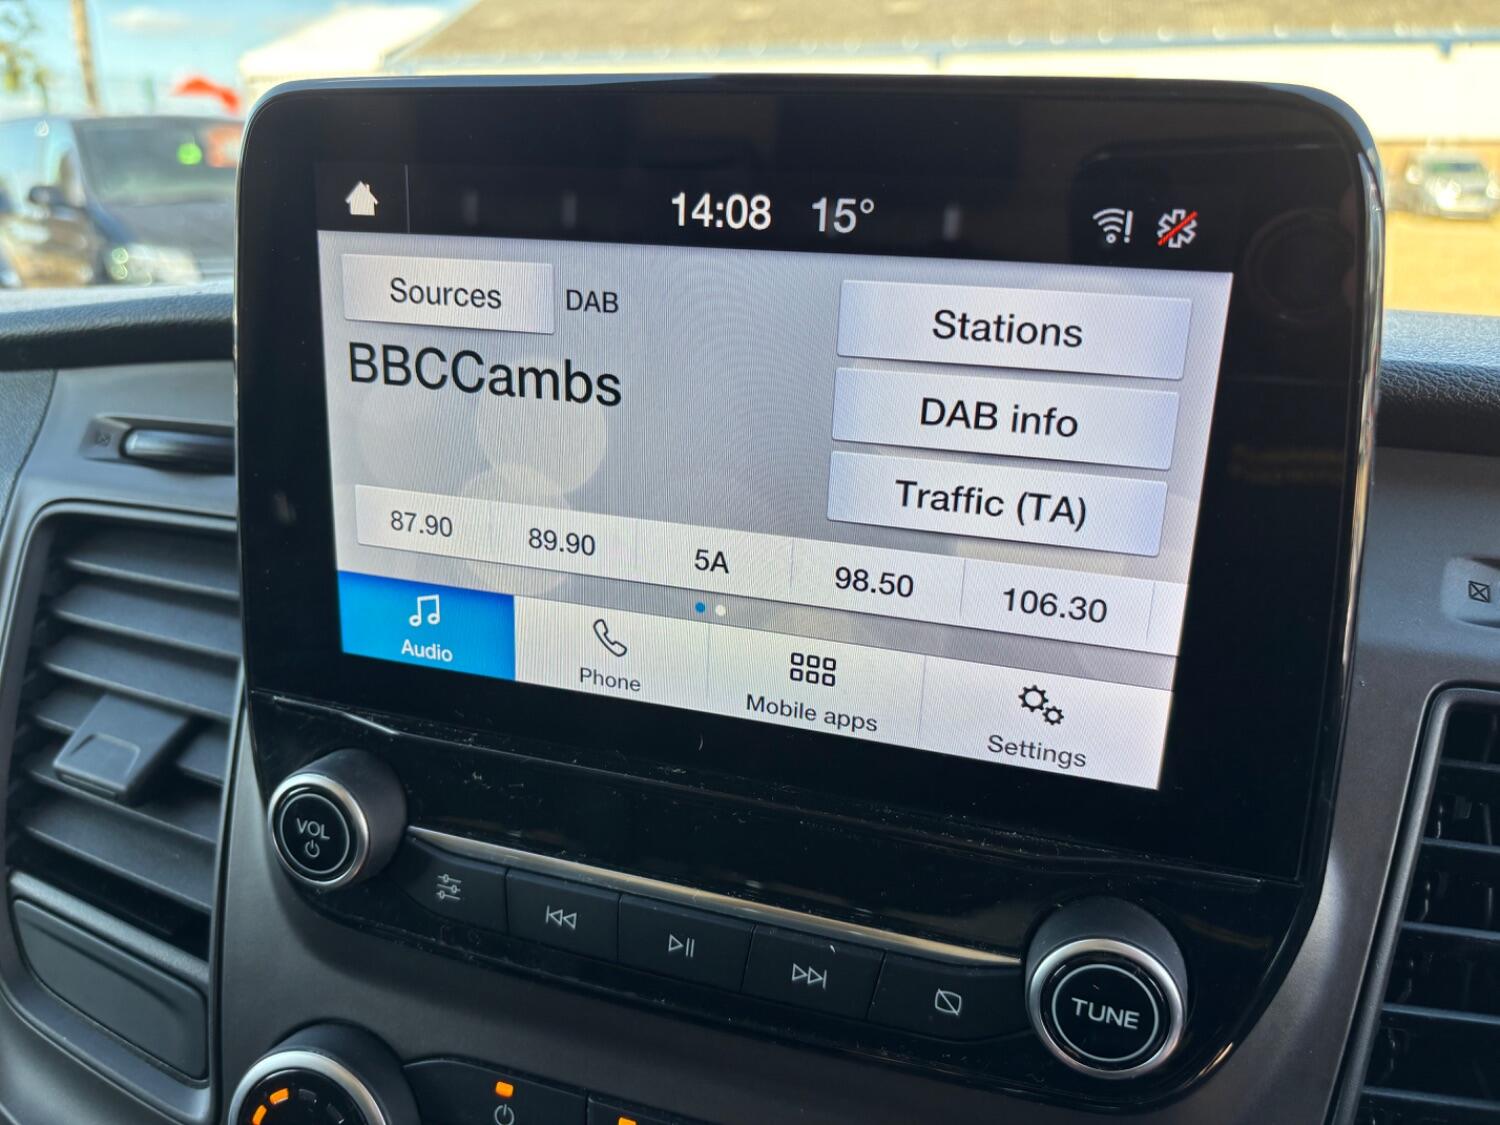 14:08 15°
Sources DAB
BBCCambs
Stations
DAB info
Traffic (TA)
87.90 89.90 5A 98.50 106.30
Audio Phone Mobile apps Settings
VOL
TUNE